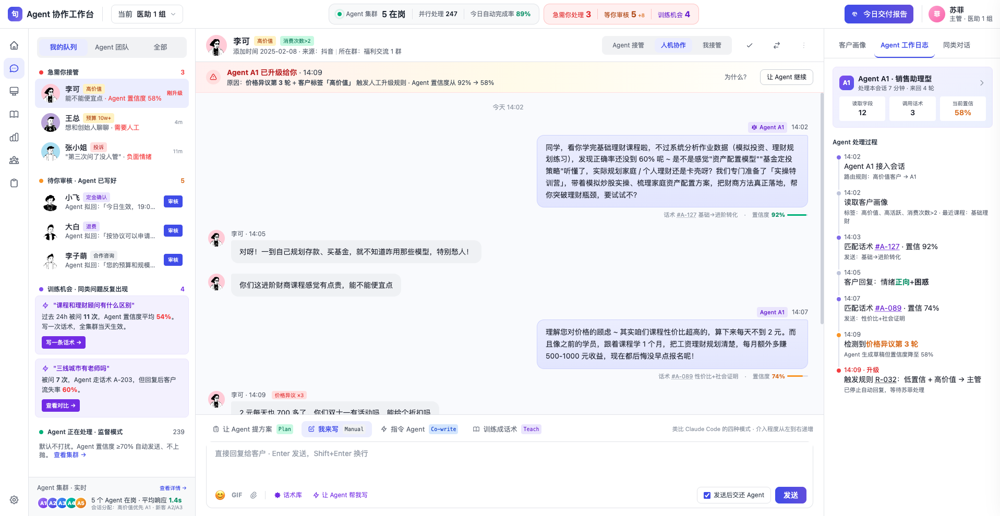 句 Agent 协作工作台
当前 医助 1 组
Agent 集群 5 在岗 并行处理 247 今日自动完成率 89%
急需你处理 3 等你审核 5 +8 训练机会 4
今日交付报告
菲 苏菲
主管 · 医助 1 组
我的队列 Agent 团队 全部
急需你接管 3
李可 高价值
能不能便宜点 · Agent 置信度 58% 刚升级
王总 预算 10w+
想和创始人聊聊 · 需要人工 4m
张小姐 投诉
"第三次问了没人管" · 负面情绪 11m
待你审核 · Agent 已写好 5
小飞 定金确认
Agent 拟回：「今日生效，19:0... 审核
大白 退费
Agent 拟回：「按协议可以申请... 审核
李子萌 合作咨询
Agent 拟回：「您的预算和规模... 审核
训练机会 · 同类问题反复出现 4
"课程和理财顾问有什么区别"
过去 24h 被问 11 次，Agent 置信度平均 54%。
写一次话术，全集群当天生效。
写一条话术 →
"三线城市有老师吗"
被问 7 次，Agent 走话术 A-203，但回复后客户
流失率 60%。
查看对比 →
Agent 正在处理 · 监督模式 239
默认不打扰。Agent 置信度 ≥70% 自动发送、不上
抛。 查看集群 →
Agent 集群 · 实时 查看详情 →
A1 A2 A3 A4 A5 5 个 Agent 在岗 · 平均响应 1.4s
会话分配：高价值优先 A1 · 新客 A2/A3
李可 高价值 消费次数>2
添加时间 2025-02-08 · 来源：抖音 | 所在群：福利交流 1 群
Agent 接管 人机协作 我接管
Agent A1 已升级给你 · 14:09
原因：价格异议第 3 轮 + 客户标签「高价值」 触发人工升级规则 · Agent 置信度从 92% → 58%
为什么? 让 Agent 继续
今天 14:02
Agent A1 14:02
同学，看你学完基础理财课程啦，不过系统分析作业数据（模拟投资、理财规
划练习），发现正确率还没到 60% 呢 ~ 是不是感觉"资产配置模型""基金定投
策略"听懂了，实际规划家庭 / 个人理财还是卡壳呀？我们专门准备了「实操特
训营」，带着模拟炒股实操、梳理家庭资产配置方案，把财商方法真正落地，帮
你突破理财瓶颈，要试试不?
话术 #A-127 基础→进阶转化 · 置信度 92%
李可 · 14:05
对呀！一到自己规划存款、买基金，就不知道咋用那些模型，特别愁人！
你们这进阶财商课程感觉有点贵，能不能便宜点
Agent A1 14:07
理解您对价格的顾虑 ~ 其实咱们课程性价比超高的，算下来每天不到 2 元。而
且像之前的学员，跟着课程学 1 个月，把工资理财规划清楚，每月额外多赚
500-1000 元收益，现在都后悔没早点报名呢！
话术 #A-089 性价比+社会证明 · 置信度 74%
李可 · 14:09 价格异议 ×3
2 元每天也 700 多了，你们双十一有活动吗，能给个折扣吗
让 Agent 提方案 Plan 我来写 Manual 指令 Agent Co-write 训练成话术 Teach
类比 Claude Code 的四种模式 · 介入程度从左到右递增
直接回复给客户 · Enter 发送，Shift+Enter 换行
GIF 话术库 让 Agent 帮我写
发送后交还 Agent 发送
客户画像 Agent 工作日志 同类对话
A1 Agent A1 · 销售助理型
处理本会话 7 分钟 · 来回 4 轮
读取字段 调用话术 当前置信
12 3 58%
Agent 处理过程
14:02
Agent A1 接入会话
路由规则：高价值客户 → A1
14:02
读取客户画像
标签：高价值、高活跃、消费次数>2 · 最近课程：基础理
财
14:03
匹配话术 #A-127 · 置信 92%
发送：基础→进阶转化
14:05
客户回复：情绪正向+困惑
14:07
匹配话术 #A-089 · 置信 74%
发送：性价比+社会证明
14:09
检测到价格异议第 3 轮
Agent 生成草稿但置信度降至 58%
14:09 · 升级
触发规则 R-032：低置信 + 高价值 → 主管
已停止自动回复，等待苏菲处理